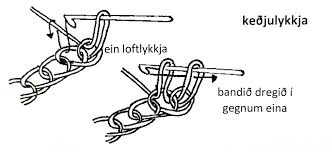 keðjulykkja
ein loftlykkja
bandið dregið í
gegnum eina